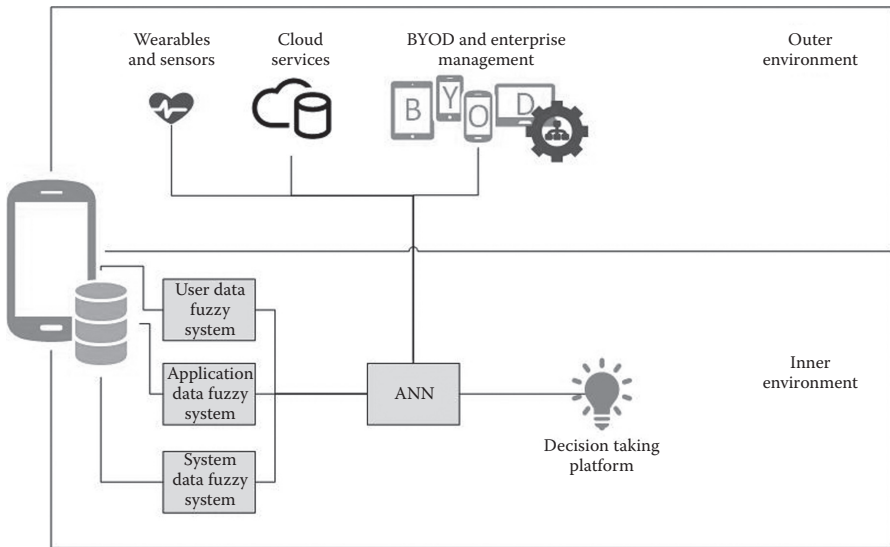 Wearables
and sensors
Cloud
services
BYOD and enterprise
management
Outer
environment
B Y O D
User data
fuzzy
system
Application
data fuzzy
system
System
data fuzzy
system
ANN
Decision taking
platform
Inner
environment